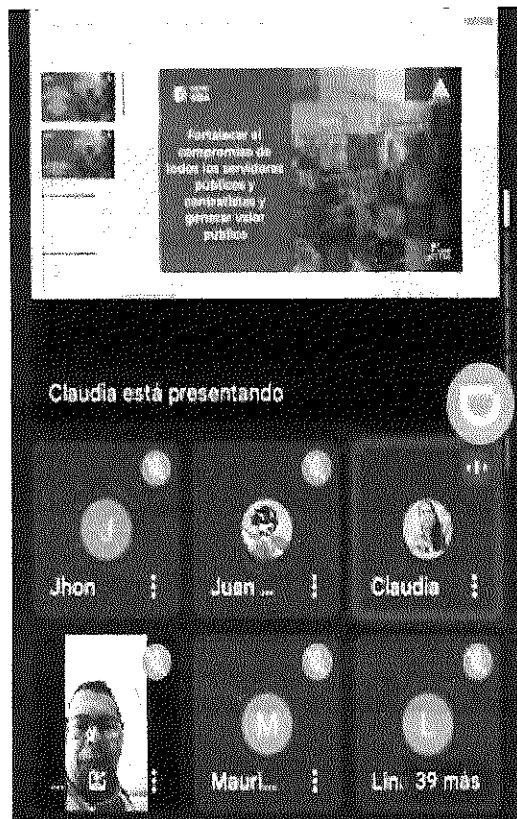 Fortalecer el
compromiso de
todos los servidores
públicos y
contratistas y
generar valor
público
Claudia está presentando
J
Jhon
Juan ...
Claudia
...
M
Mauri...
L
Lin. 39 más